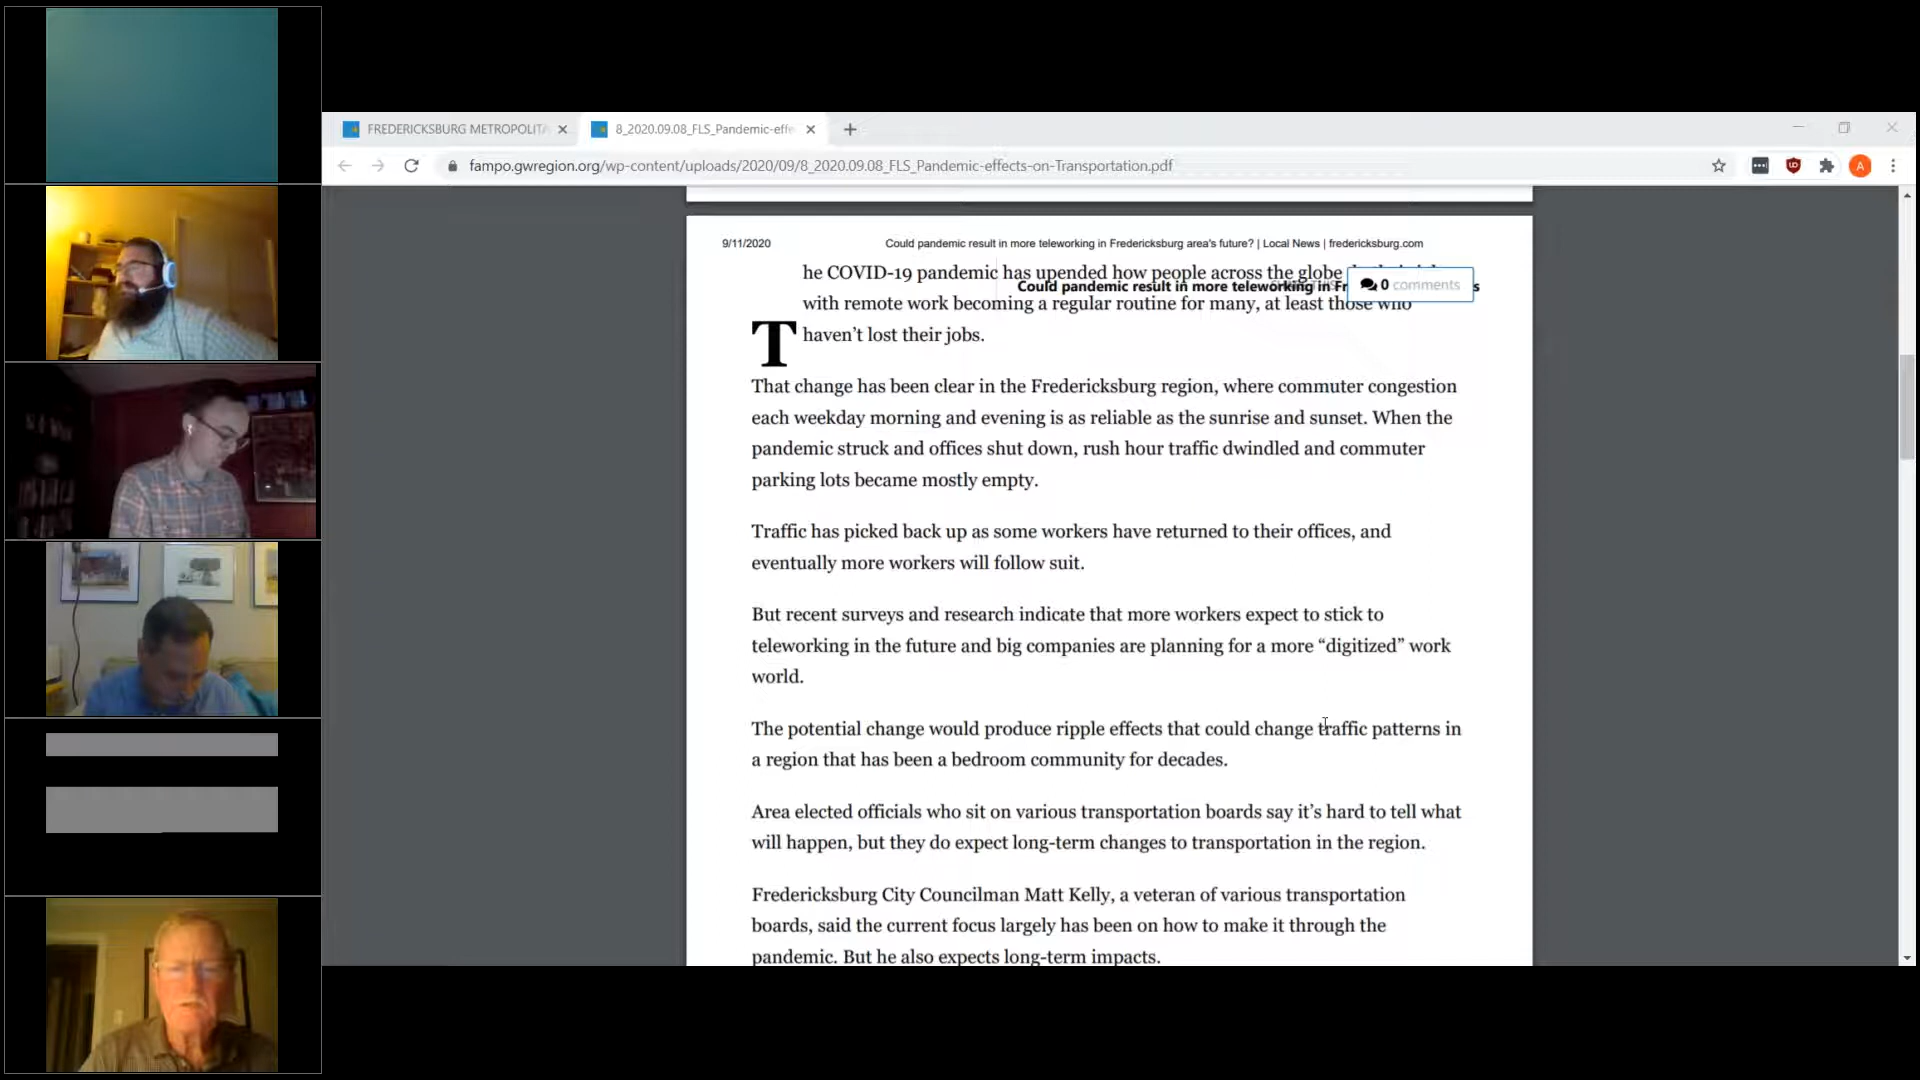 FREDERICKSBURG METROPOLIT
8_2020.09.08_FLS_Pandemic-effe
fampo.gwregion.org/wp-content/uploads/2020/09/8_2020.09.08_FLS_Pandemic-effects-on-Transportation.pdf
A
9/11/2020
Could pandemic result in more teleworking in Fredericksburg area's future? | Local News | fredericksburg.com
he COVID-19 pandemic has upended how people across the globe
Could pandemic result in more teleworking in Fr
0 comments
s
with remote work becoming a regular routine for many, at least those who
T
haven’t lost their jobs.
That change has been clear in the Fredericksburg region, where commuter congestion
each weekday morning and evening is as reliable as the sunrise and sunset. When the
pandemic struck and offices shut down, rush hour traffic dwindled and commuter
parking lots became mostly empty.
Traffic has picked back up as some workers have returned to their offices, and
eventually more workers will follow suit.
But recent surveys and research indicate that more workers expect to stick to
teleworking in the future and big companies are planning for a more “digitized” work
world.
The potential change would produce ripple effects that could change traffic patterns in
a region that has been a bedroom community for decades.
Area elected officials who sit on various transportation boards say it’s hard to tell what
will happen, but they do expect long-term changes to transportation in the region.
Fredericksburg City Councilman Matt Kelly, a veteran of various transportation
boards, said the current focus largely has been on how to make it through the
pandemic. But he also expects long-term impacts.